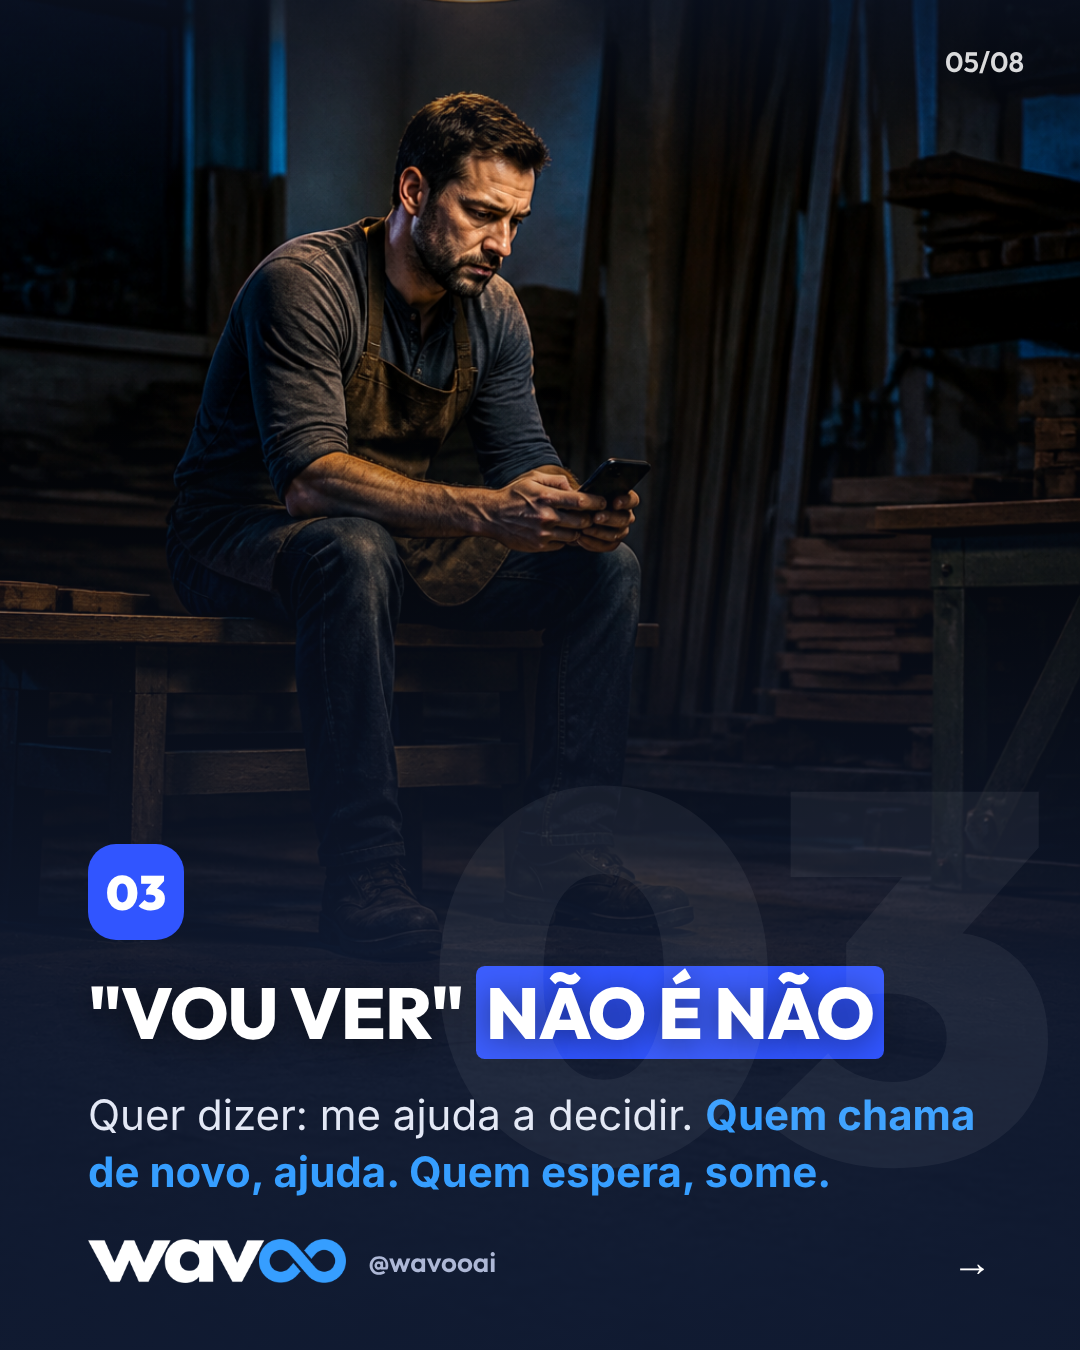 05/08
03
03
"VOU VER" NÃO É NÃO
Quer dizer: me ajuda a decidir. Quem chama
de novo, ajuda. Quem espera, some.
wavoo @wavooai
→